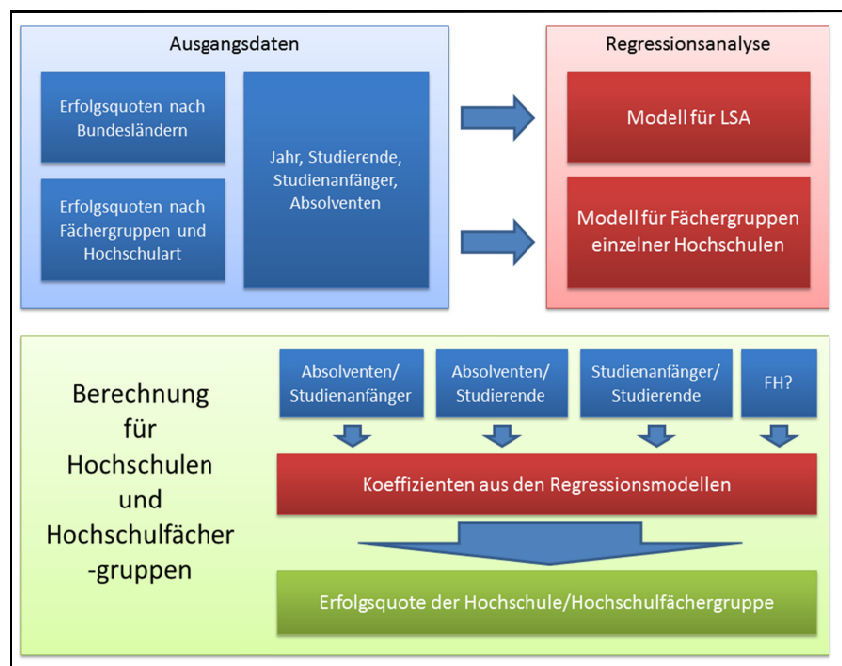 Ausgangsdaten
Erfolgsquoten nach
Bundesländern
Erfolgsquoten nach
Fächergruppen und
Hochschulart
Jahr, Studierende,
Studienanfänger,
Absolventen
Regressionsanalyse
Modell für LSA
Modell für Fächergruppen
einzelner Hochschulen
Berechnung
für
Hochschulen
und
Hochschulfächer
-gruppen
Absolventen/
Studienanfänger
Absolventen/
Studierende
Studienanfänger/
Studierende
FH?
Koeffizienten aus den Regressionsmodellen
Erfolgsquote der Hochschule/Hochschulfächergruppe